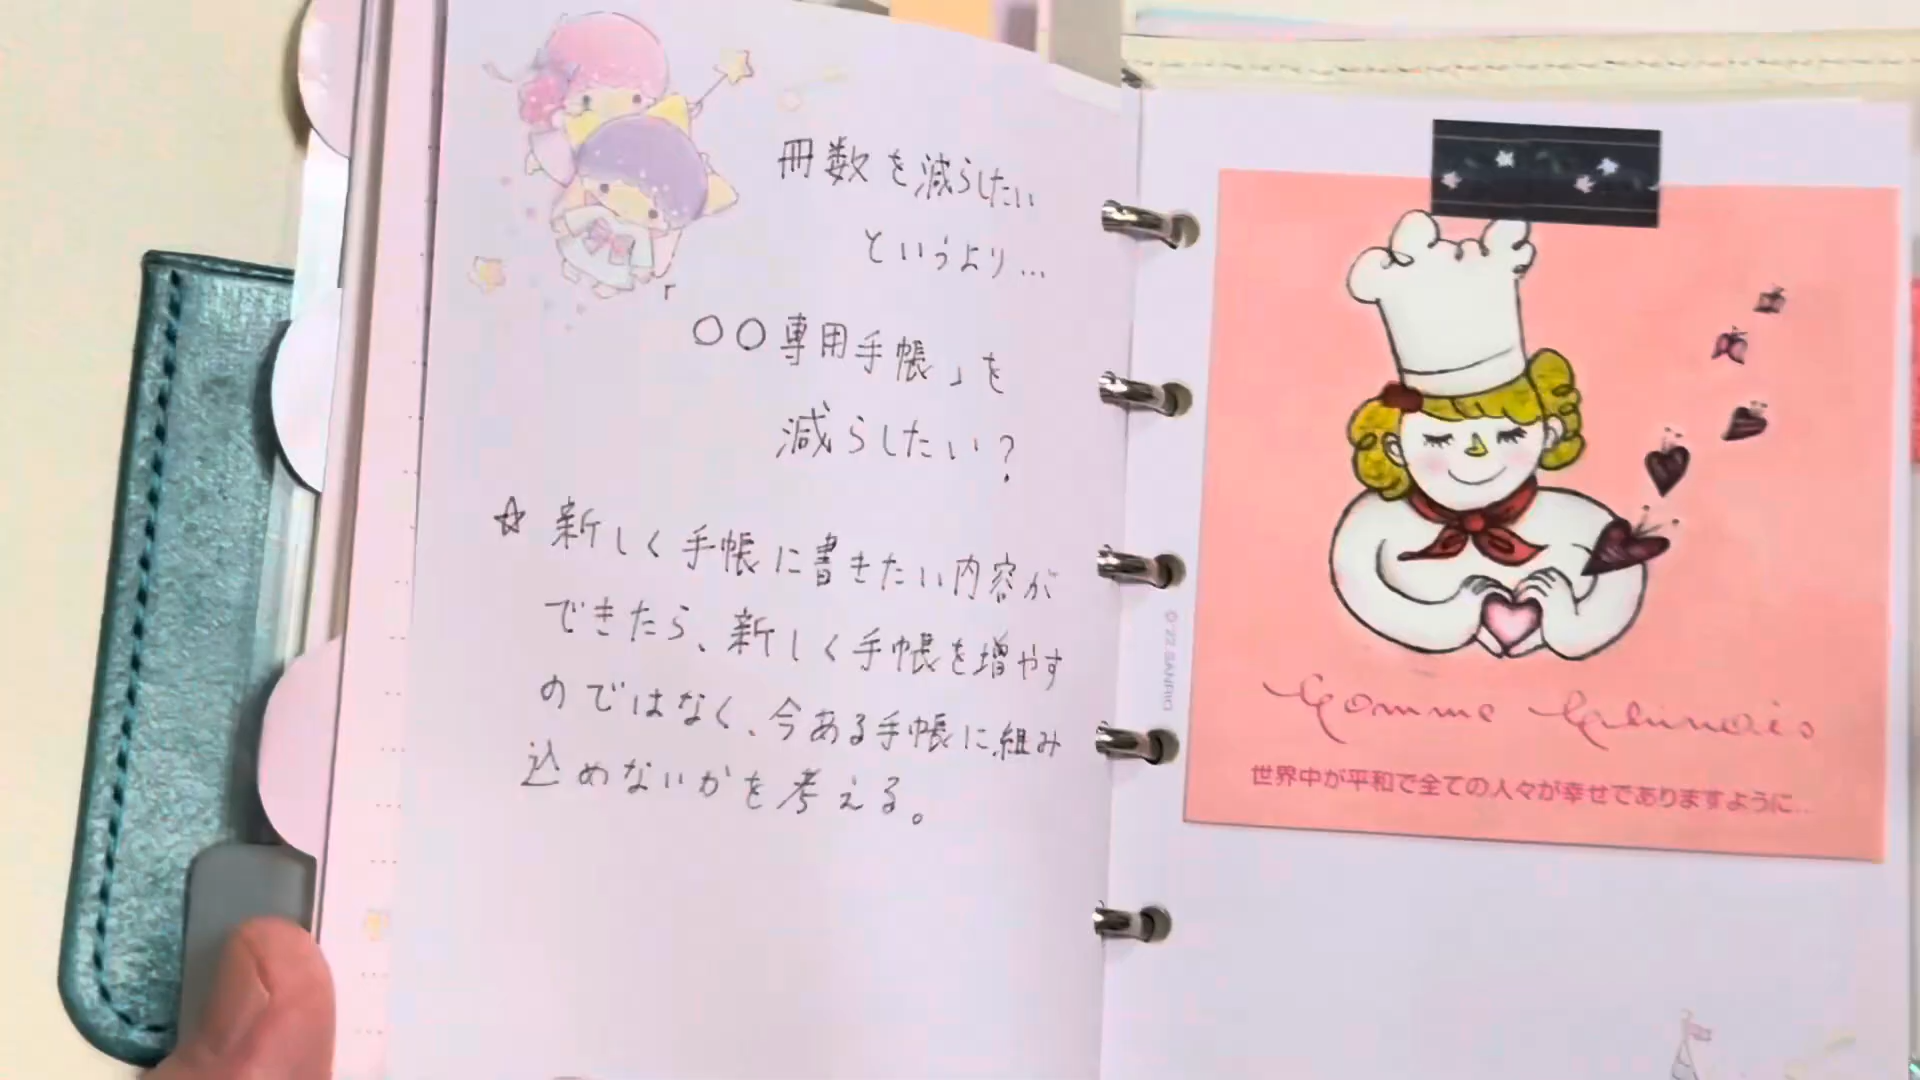 冊数を減らしたい
というより…
「〇〇専用手帳」を
減らしたい?
☆ 新しく手帳に書きたい内容が
できたら、新しく手帳を増やす
のではなく、今ある手帳に組み
込めないかを考える。
© '22 SANRIO
世界中が平和で全ての人々が幸せでありますように…